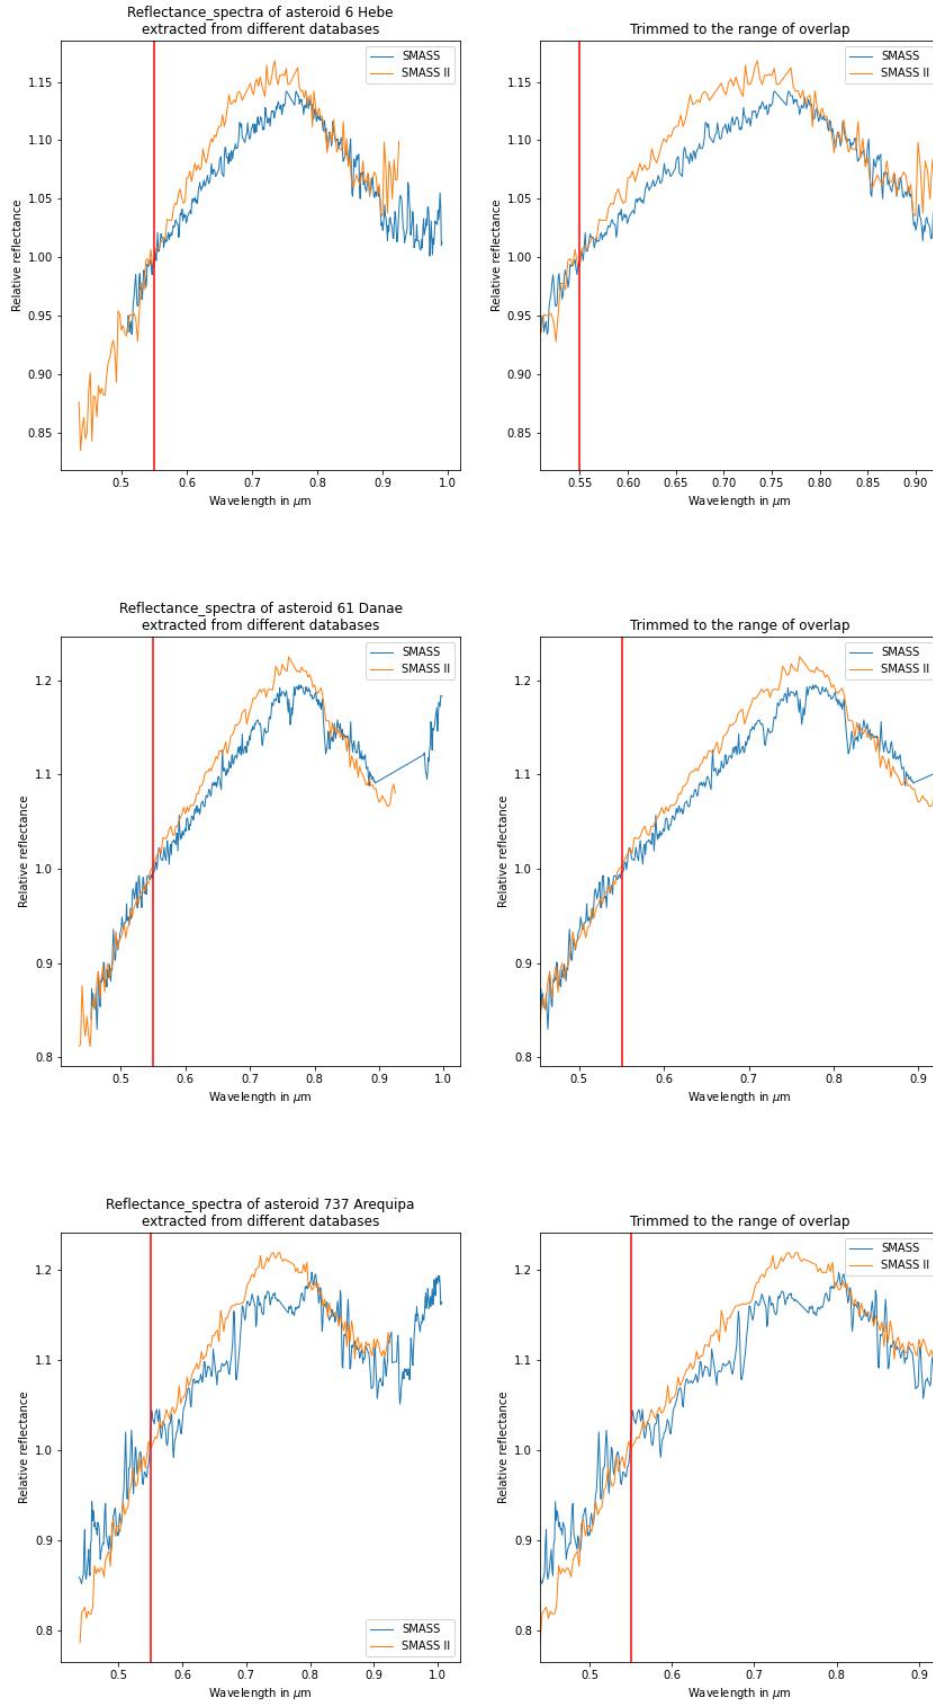 Reflectance_spectra of asteroid 6 Hebe
extracted from different databases
SMASS
SMASS II
1.15
1.10
1.05
1.00
0.95
0.90
0.85
Relative reflectance
0.5 0.6 0.7 0.8 0.9 1.0
Wavelength in μm
Trimmed to the range of overlap
SMASS
SMASS II
1.15
1.10
1.05
1.00
0.95
0.90
0.85
Relative reflectance
0.55 0.60 0.65 0.70 0.75 0.80 0.85 0.90
Wavelength in μm
Reflectance_spectra of asteroid 61 Danae
extracted from different databases
SMASS
SMASS II
1.2
1.1
1.0
0.9
0.8
Relative reflectance
0.5 0.6 0.7 0.8 0.9 1.0
Wavelength in μm
Trimmed to the range of overlap
SMASS
SMASS II
1.2
1.1
1.0
0.9
0.8
Relative reflectance
0.5 0.6 0.7 0.8 0.9
Wavelength in μm
Reflectance_spectra of asteroid 737 Arequipa
extracted from different databases
1.2
1.1
1.0
0.9
0.8
Relative reflectance
SMASS
SMASS II
0.5 0.6 0.7 0.8 0.9 1.0
Wavelength in μm
Trimmed to the range of overlap
SMASS
SMASS II
1.2
1.1
1.0
0.9
0.8
Relative reflectance
0.5 0.6 0.7 0.8 0.9
Wavelength in μm